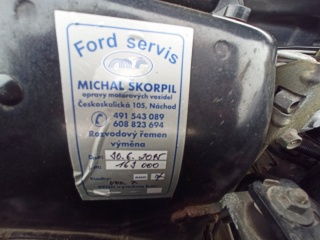 Ford servis
MICHAL ŠKORPIL
opravy motorových vozidel
Českoskalická 105, Náchod
491 543 089
608 823 694
Rozvodový řemen
výměna
30.6.2015
163 000